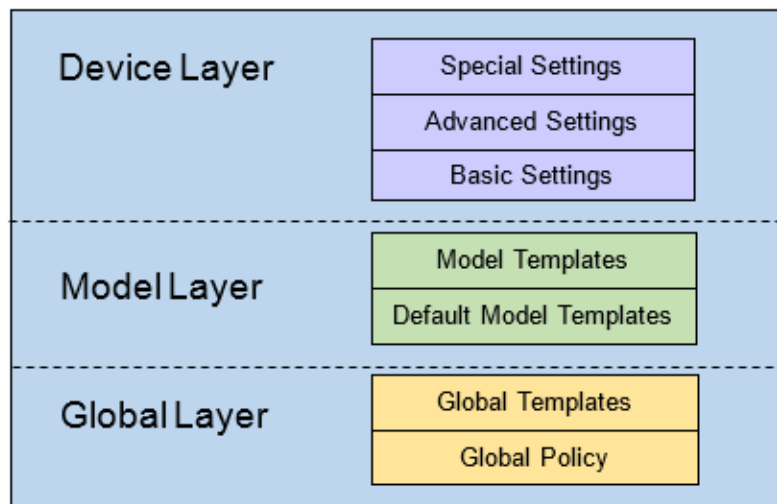 Device Layer
Special Settings
Advanced Settings
Basic Settings
Model Layer
Model Templates
Default Model Templates
Global Layer
Global Templates
Global Policy